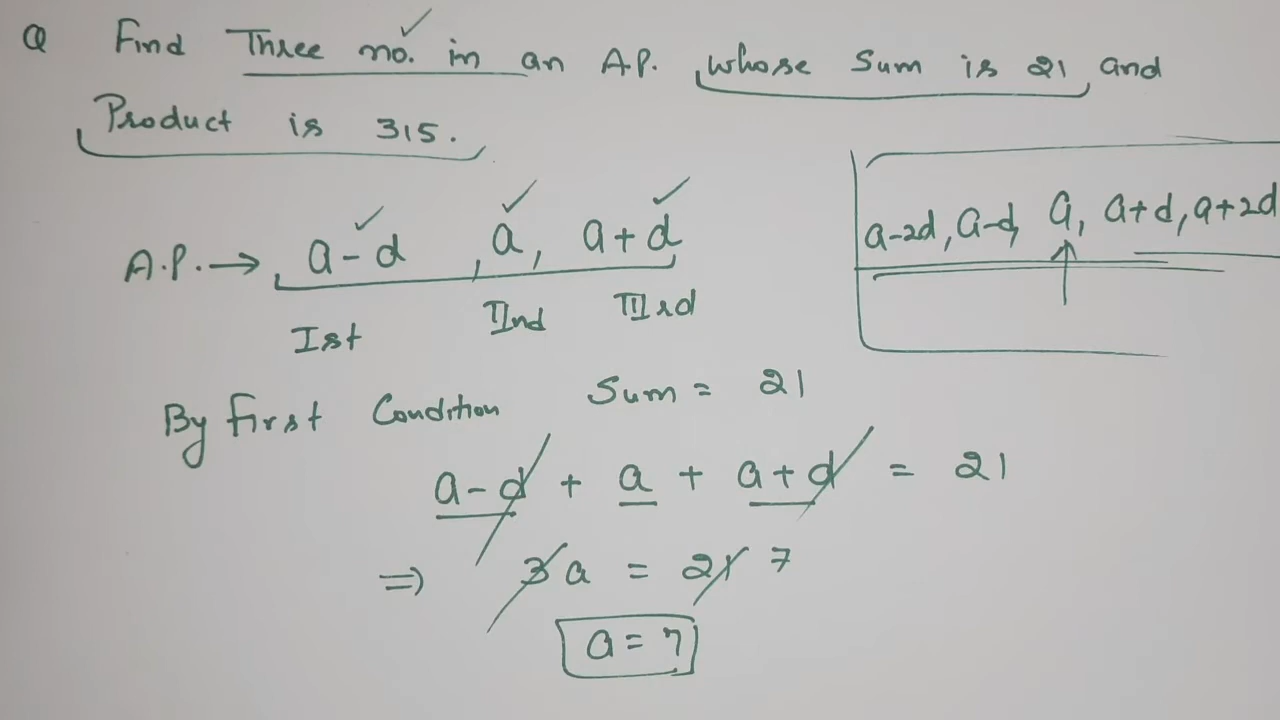 Q Find Three no. in an A.P. whose Sum is 21 and
Product is 315.
A.P.→ a-d, a, a+d
Ist IInd IIIrd
a-2d, a-d, a, a+d, a+2d
By first Condition Sum = 21
a-d + a + a+d = 21
⇒ 3a = 21 7
a = 7